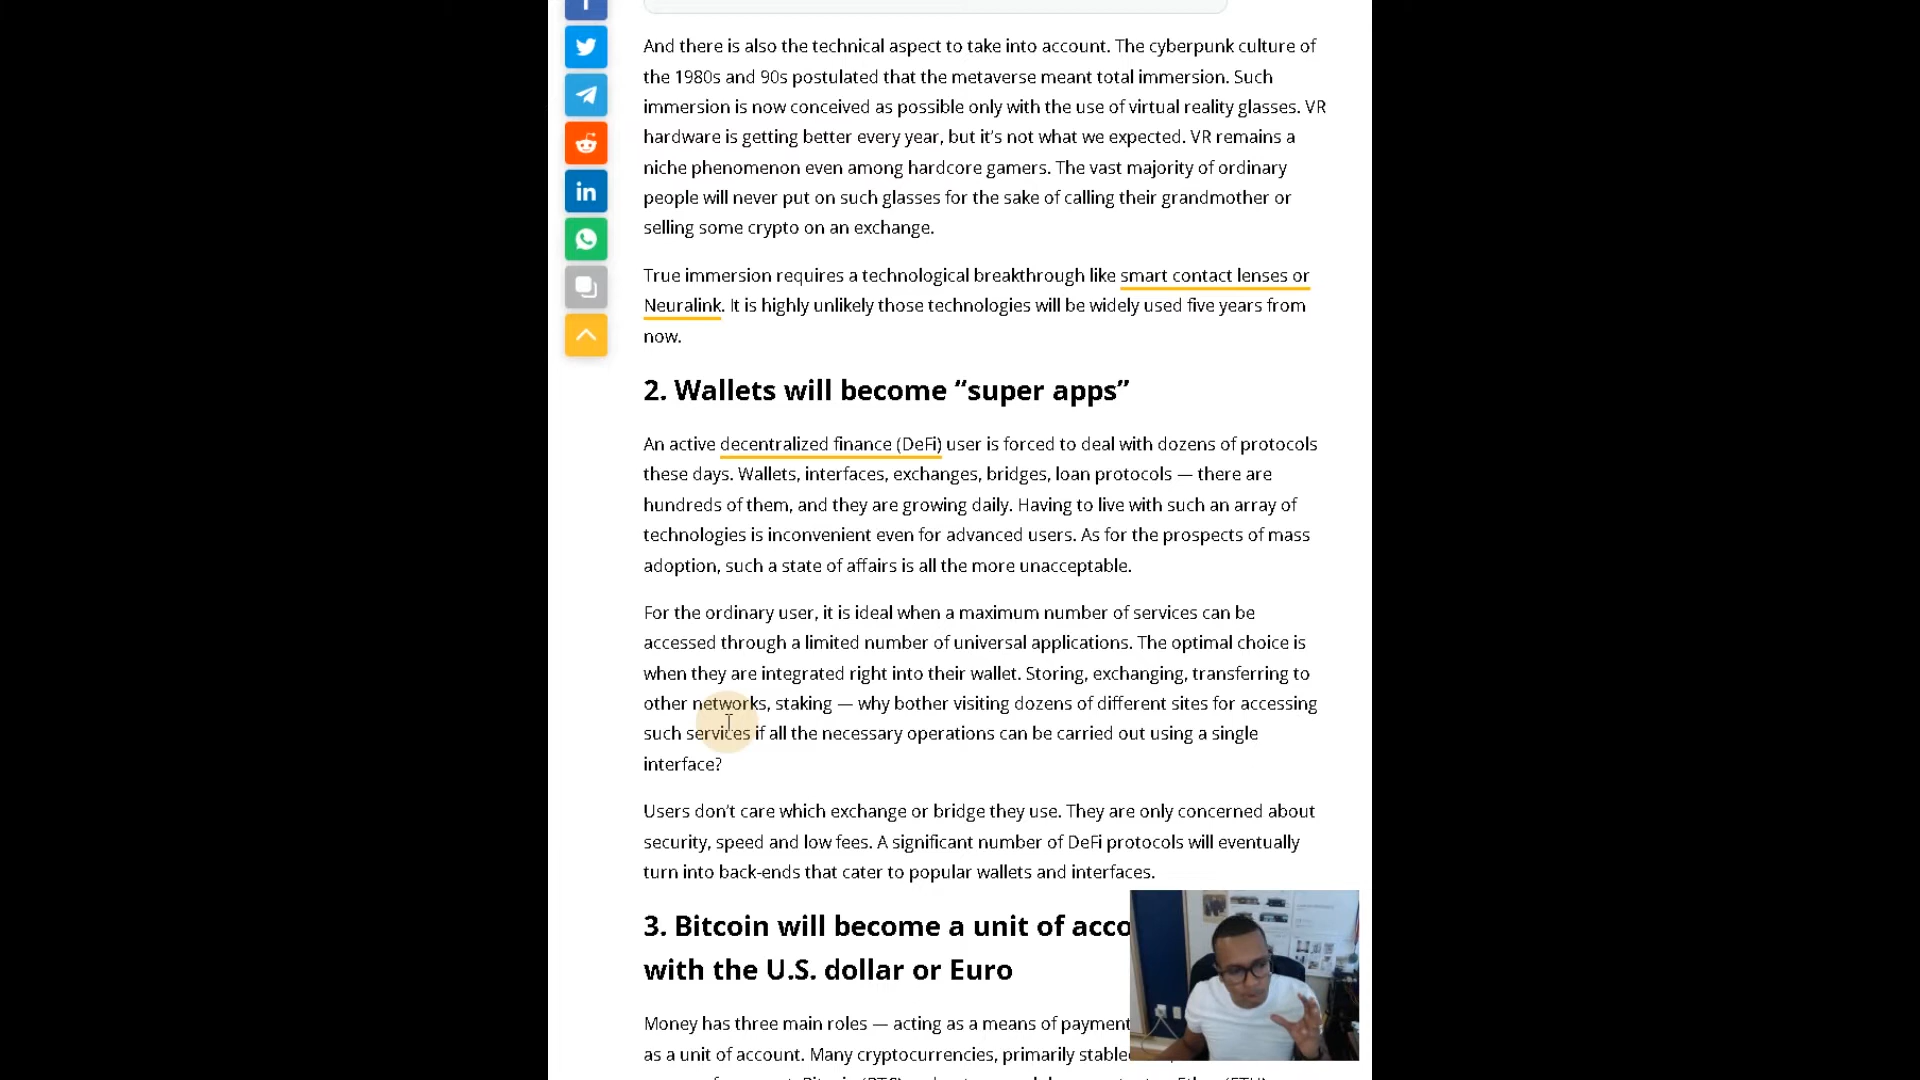 And there is also the technical aspect to take into account. The cyberpunk culture of
the 1980s and 90s postulated that the metaverse meant total immersion. Such
immersion is now conceived as possible only with the use of virtual reality glasses. VR
hardware is getting better every year, but it’s not what we expected. VR remains a
niche phenomenon even among hardcore gamers. The vast majority of ordinary
people will never put on such glasses for the sake of calling their grandmother or
selling some crypto on an exchange.
True immersion requires a technological breakthrough like smart contact lenses or
Neuralink. It is highly unlikely those technologies will be widely used five years from
now.
2. Wallets will become “super apps”
An active decentralized finance (DeFi) user is forced to deal with dozens of protocols
these days. Wallets, interfaces, exchanges, bridges, loan protocols — there are
hundreds of them, and they are growing daily. Having to live with such an array of
technologies is inconvenient even for advanced users. As for the prospects of mass
adoption, such a state of affairs is all the more unacceptable.
For the ordinary user, it is ideal when a maximum number of services can be
accessed through a limited number of universal applications. The optimal choice is
when they are integrated right into their wallet. Storing, exchanging, transferring to
other networks, staking — why bother visiting dozens of different sites for accessing
such services if all the necessary operations can be carried out using a single
interface?
Users don’t care which exchange or bridge they use. They are only concerned about
security, speed and low fees. A significant number of DeFi protocols will eventually
turn into back-ends that cater to popular wallets and interfaces.
3. Bitcoin will become a unit of acco
with the U.S. dollar or Euro
Money has three main roles — acting as a means of payment
as a unit of account. Many cryptocurrencies, primarily